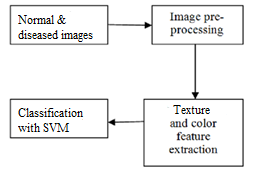 Normal &
diseased images
Image pre-
processing
Texture
and color
feature
extraction
Classification
with SVM